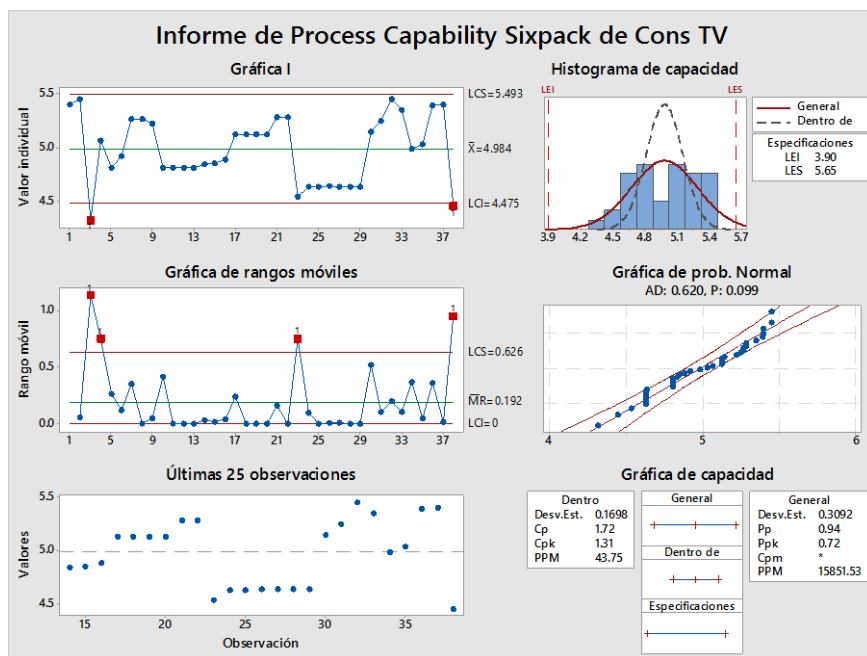 Informe de Process Capability Sixpack de Cons TV
Gráfica I
Valor individual
5.5
5.0
4.5
1 5 9 13 17 21 25 29 33 37
1
1
LCS=5.493
X̄=4.984
LCI=4.475
Histograma de capacidad
LEI LES
3.9 4.2 4.5 4.8 5.1 5.4 5.7
General
Dentro de
Especificaciones
LEI 3.90
LES 5.65
Gráfica de rangos móviles
Rango móvil
1.0
0.5
0.0
1 5 9 13 17 21 25 29 33 37
1
1
1
1
LCS=0.626
M̄R̄=0.192
LCI=0
Gráfica de prob. Normal
AD: 0.620, P: 0.099
4 5 6
Últimas 25 observaciones
Valores
5.5
5.0
4.5
15 20 25 30 35
Observación
Gráfica de capacidad
Dentro
Desv.Est. 0.1698
Cp 1.72
Cpk 1.31
PPM 43.75
General
Dentro de
Especificaciones
General
Desv.Est. 0.3092
Pp 0.94
Ppk 0.72
Cpm *
PPM 15851.53